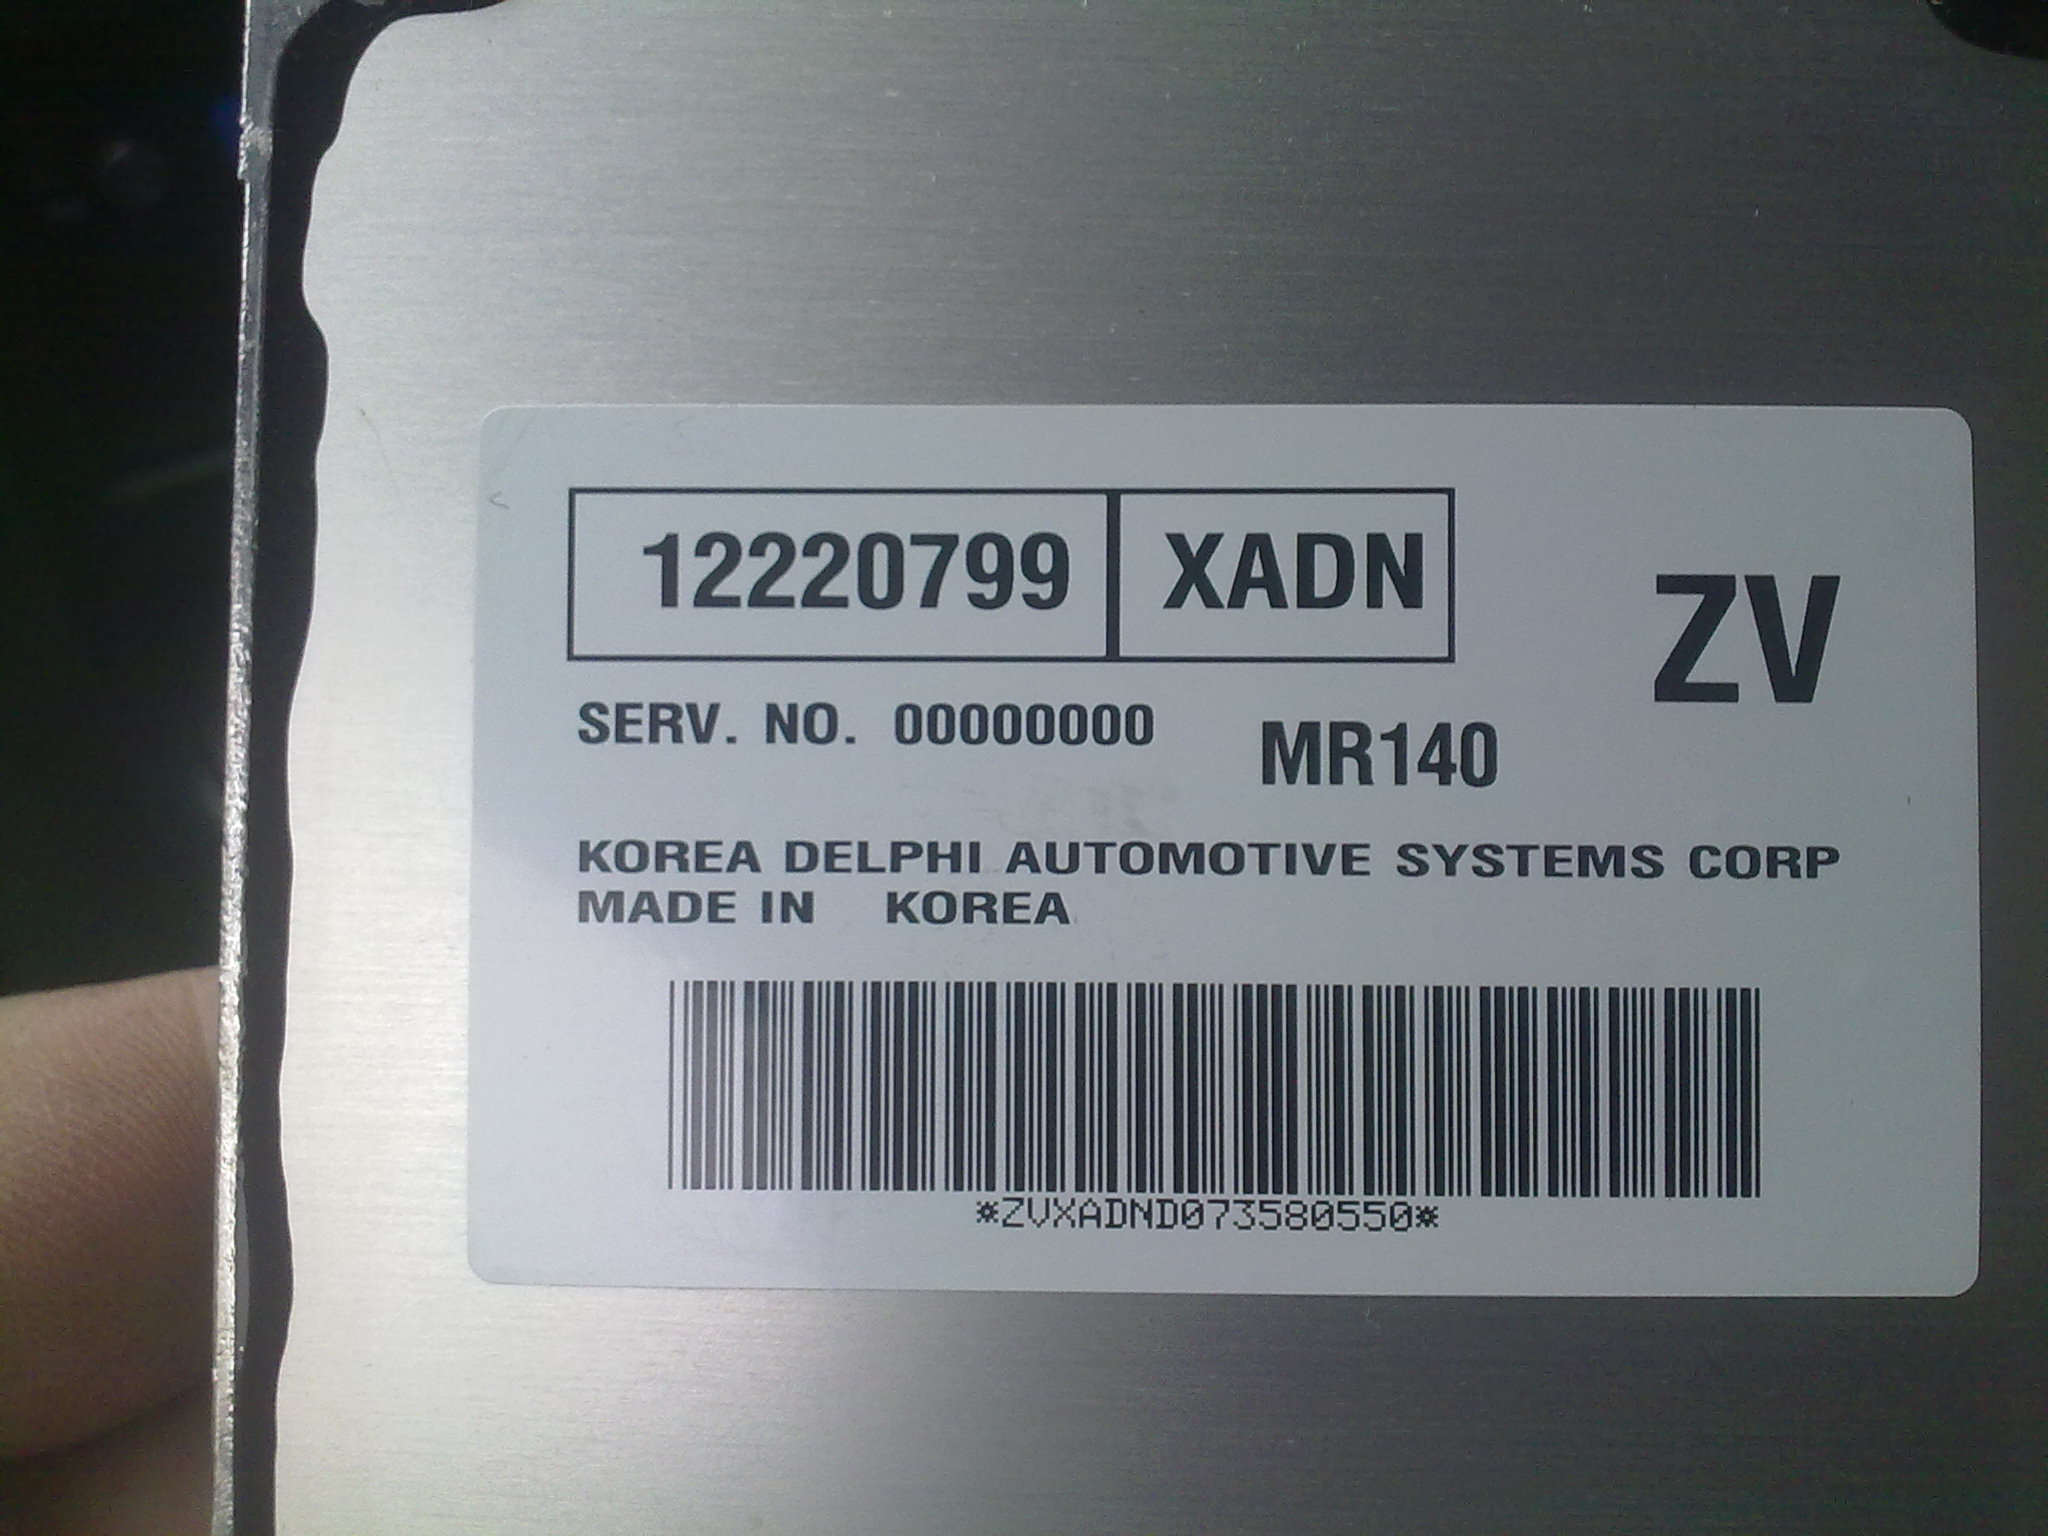 12220799 XADN
ZV
SERV. NO. 00000000
MR140
KOREA DELPHI AUTOMOTIVE SYSTEMS CORP
MADE IN KOREA
*ZVXADND073580550*